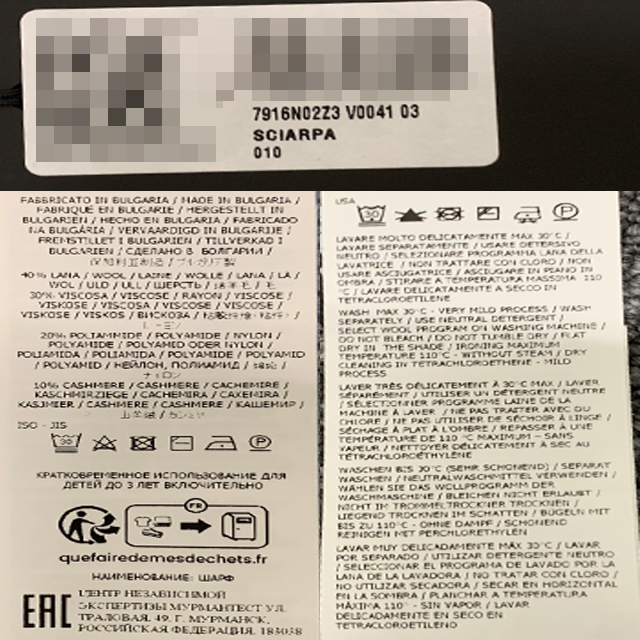 7916N02Z3 V0041 03
SCIARPA
010
FABBRICATO IN BULGARIA / MADE IN BULGARIA /
FABRIQUÉ EN BULGARIE / HERGESTELLT IN
BULGARIEN / HECHO EN BULGARIA / FABRICADO
NA BULGÁRIA / VERVAARDIGD IN BULGARIJE /
FREMSTILLET I BULGARIEN / TILLVERKAD I
BULGARIEN / СДЕЛАНО В БОЛГАРИИ /
40% LANA / WOOL / LAINE / WOLLE / LANA / LÃ /
WOL / ULD / ULL / ШЕРСТЬ /
30% VISCOSA / VISCOSE / RAYON / VISCOSE /
VISKOSE / VISCOSA / VISCOSE / VISCOSE /
VISKOSE / VISKOS / ВИСКОЗА /
20% POLIAMMIDE / POLYAMIDE / NYLON /
POLYAMIDE / POLYAMID ODER NYLON /
POLIAMIDA / POLIAMIDA / POLYAMIDE / POLYAMID
/ POLYAMID / НЕЙЛОН, ПОЛИАМИД /
10% CASHMERE / CASHMERE / CACHEMIRE /
KASCHMIRZIEGE / CACHEMIRA / CAXEMIRA /
KASJMIER / CASHMERE / CASHMERE / КАШЕМИР /
ISO - JIS
30
P
КРАТКОВРЕМЕННОЕ ИСПОЛЬЗОВАНИЕ ДЛЯ
ДЕТЕЙ ДО 3 ЛЕТ ВКЛЮЧИТЕЛЬНО
FR
quefairedemesdechets.fr
НАИМЕНОВАНИЕ: ШАРФ
EAC
ЦЕНТР НЕЗАВИСИМОЙ
ЭКСПЕРТИЗЫ МУРМАНТЕСТ УЛ.
ТРАЛОВАЯ, 49, Г. МУРМАНСК,
РОССИЙСКАЯ ФЕДЕРАЦИЯ, 183038
USA
30
P
LAVARE MOLTO DELICATAMENTE MAX 30°C /
LAVARE SEPARATAMENTE / USARE DETERSIVO
NEUTRO / SELEZIONARE PROGRAMMA LANA DELLA
LAVATRICE / NON TRATTARE CON CLORO / NON
USARE ASCIUGATRICE / ASCIUGARE IN PIANO IN
OMBRA / STIRARE A TEMPERATURA MASSIMA 110
°C / LAVARE DELICATAMENTE A SECCO IN
TETRACLOROETILENE
WASH MAX 30°C - VERY MILD PROCESS / WASH
SEPARATELY / USE NEUTRAL DETERGENT /
SELECT WOOL PROGRAM ON WASHING MACHINE /
DO NOT BLEACH / DO NOT TUMBLE DRY / FLAT
DRY IN THE SHADE / IRONING MAXIMUM
TEMPERATURE 110°C - WITHOUT STEAM / DRY
CLEANING IN TETRACHLOROETHENE - MILD
PROCESS
LAVER TRÈS DÉLICATEMENT À 30°C MAX / LAVER
SÉPARÉMENT / UTILISER UN DÉTERGENT NEUTRE
/ SÉLECTIONNER PROGRAMME LAINE DE LA
MACHINE À LAVER / NE PAS TRAITER AVEC DU
CHLORE / NE PAS UTILISER DE SÉCHOIR À LINGE /
SÉCHAGE À PLAT À L'OMBRE / REPASSER À UNE
TEMPÉRATURE DE 110 °C MAXIMUM – SANS
VAPEUR / NETTOYER DÉLICATEMENT À SEC AU
TÉTRACHLOROÉTHYLÈNE
WASCHEN BIS 30°C (SEHR SCHONEND) / SEPARAT
WASCHEN / NEUTRALWASCHMITTEL VERWENDEN /
WÄHLEN SIE DAS WOLLPROGRAMM DER
WASCHMASCHINE / BLEICHEN NICHT ERLAUBT /
NICHT IM TROMMELTROCKNER TROCKNEN /
LIEGEND TROCKNEN IM SCHATTEN / BÜGELN MIT
BIS ZU 110°C - OHNE DAMPF / SCHONEND
REINIGEN MIT PERCHLORETHYLEN
LAVAR MUY DELICADAMENTE MÁX 30°C / LAVAR
POR SEPARADO / UTILIZAR DETERGENTE NEUTRO
/ SELECCIONAR EL PROGRAMA DE LAVADO POR LA
LANA DE LA LAVADORA / NO TRATAR CON CLORO /
NO UTILIZAR SECADORA / SECAR EN HORIZONTAL
EN LA SOMBRA / PLANCHAR A TEMPERATURA
MÁXIMA 110° - SIN VAPOR / LAVAR
DELICADAMENTE EN SECO EN
TETRACLOROETILENO